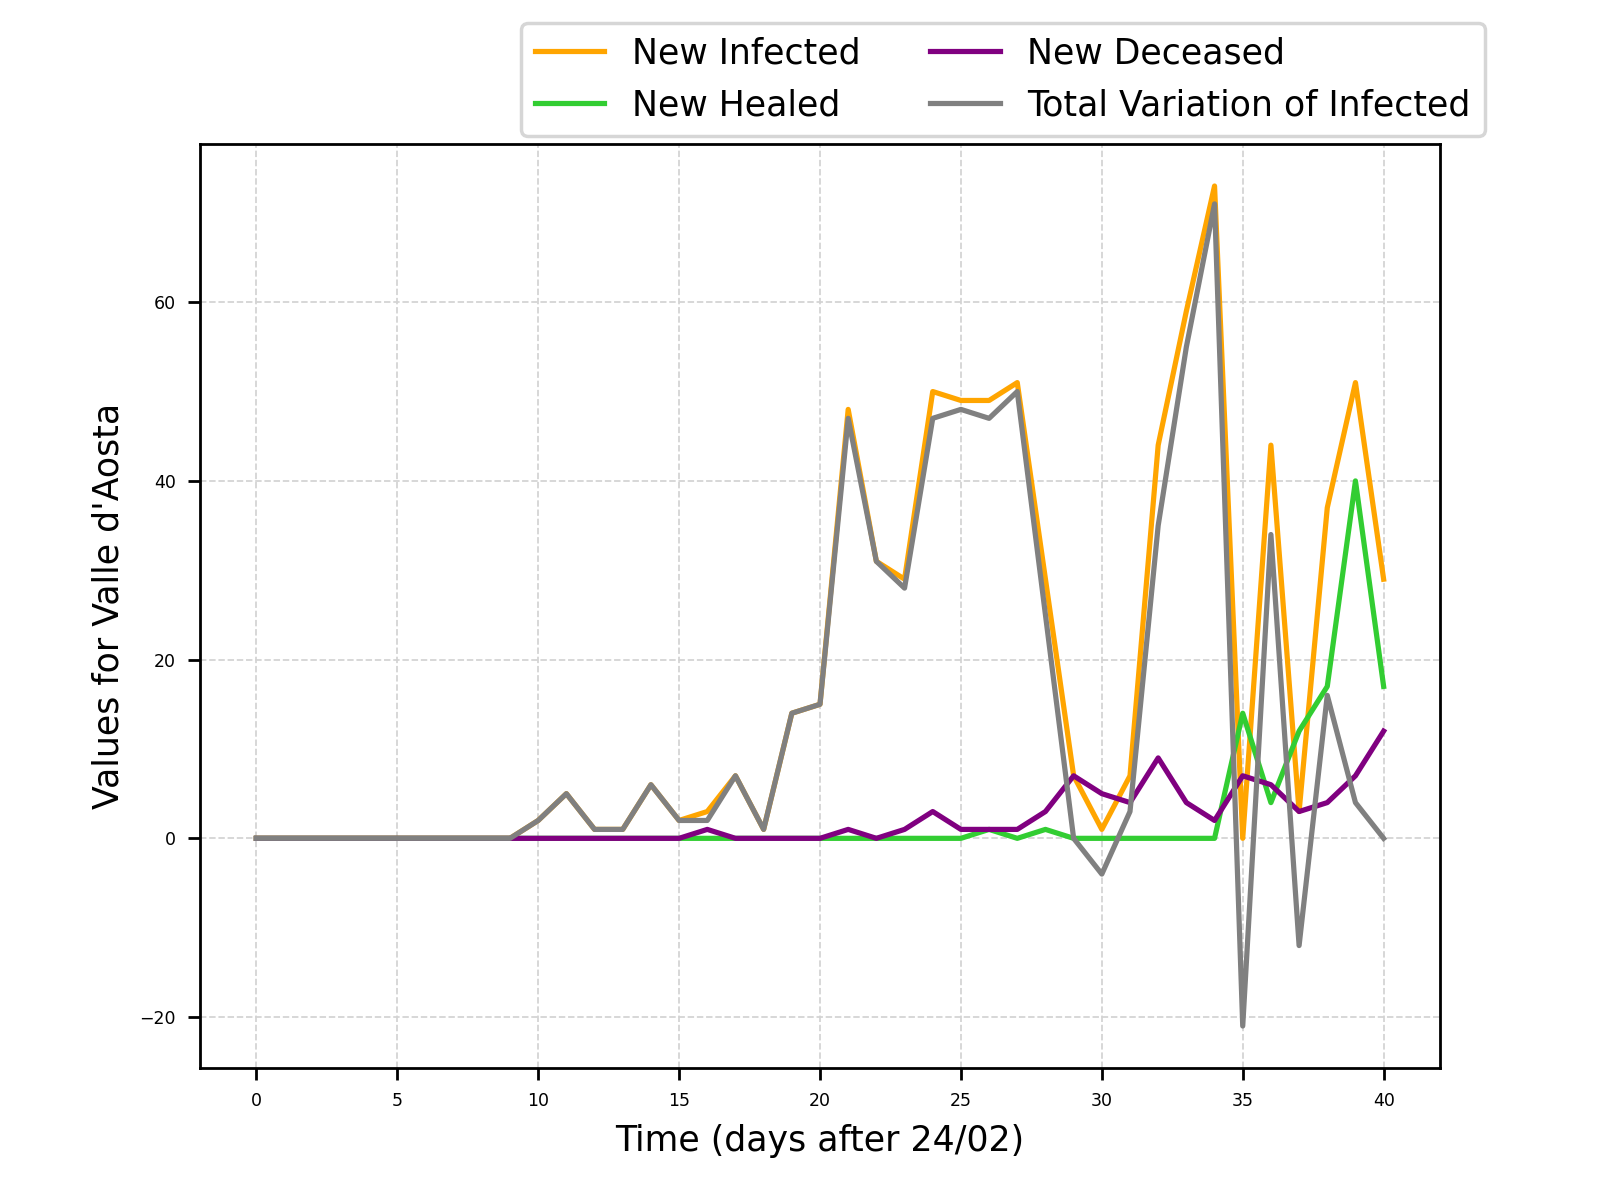 New Infected
New Deceased
New Healed
Total Variation of Infected
Values for Valle d'Aosta
60
40
20
0
−20
0 5 10 15 20 25 30 35 40
Time (days after 24/02)